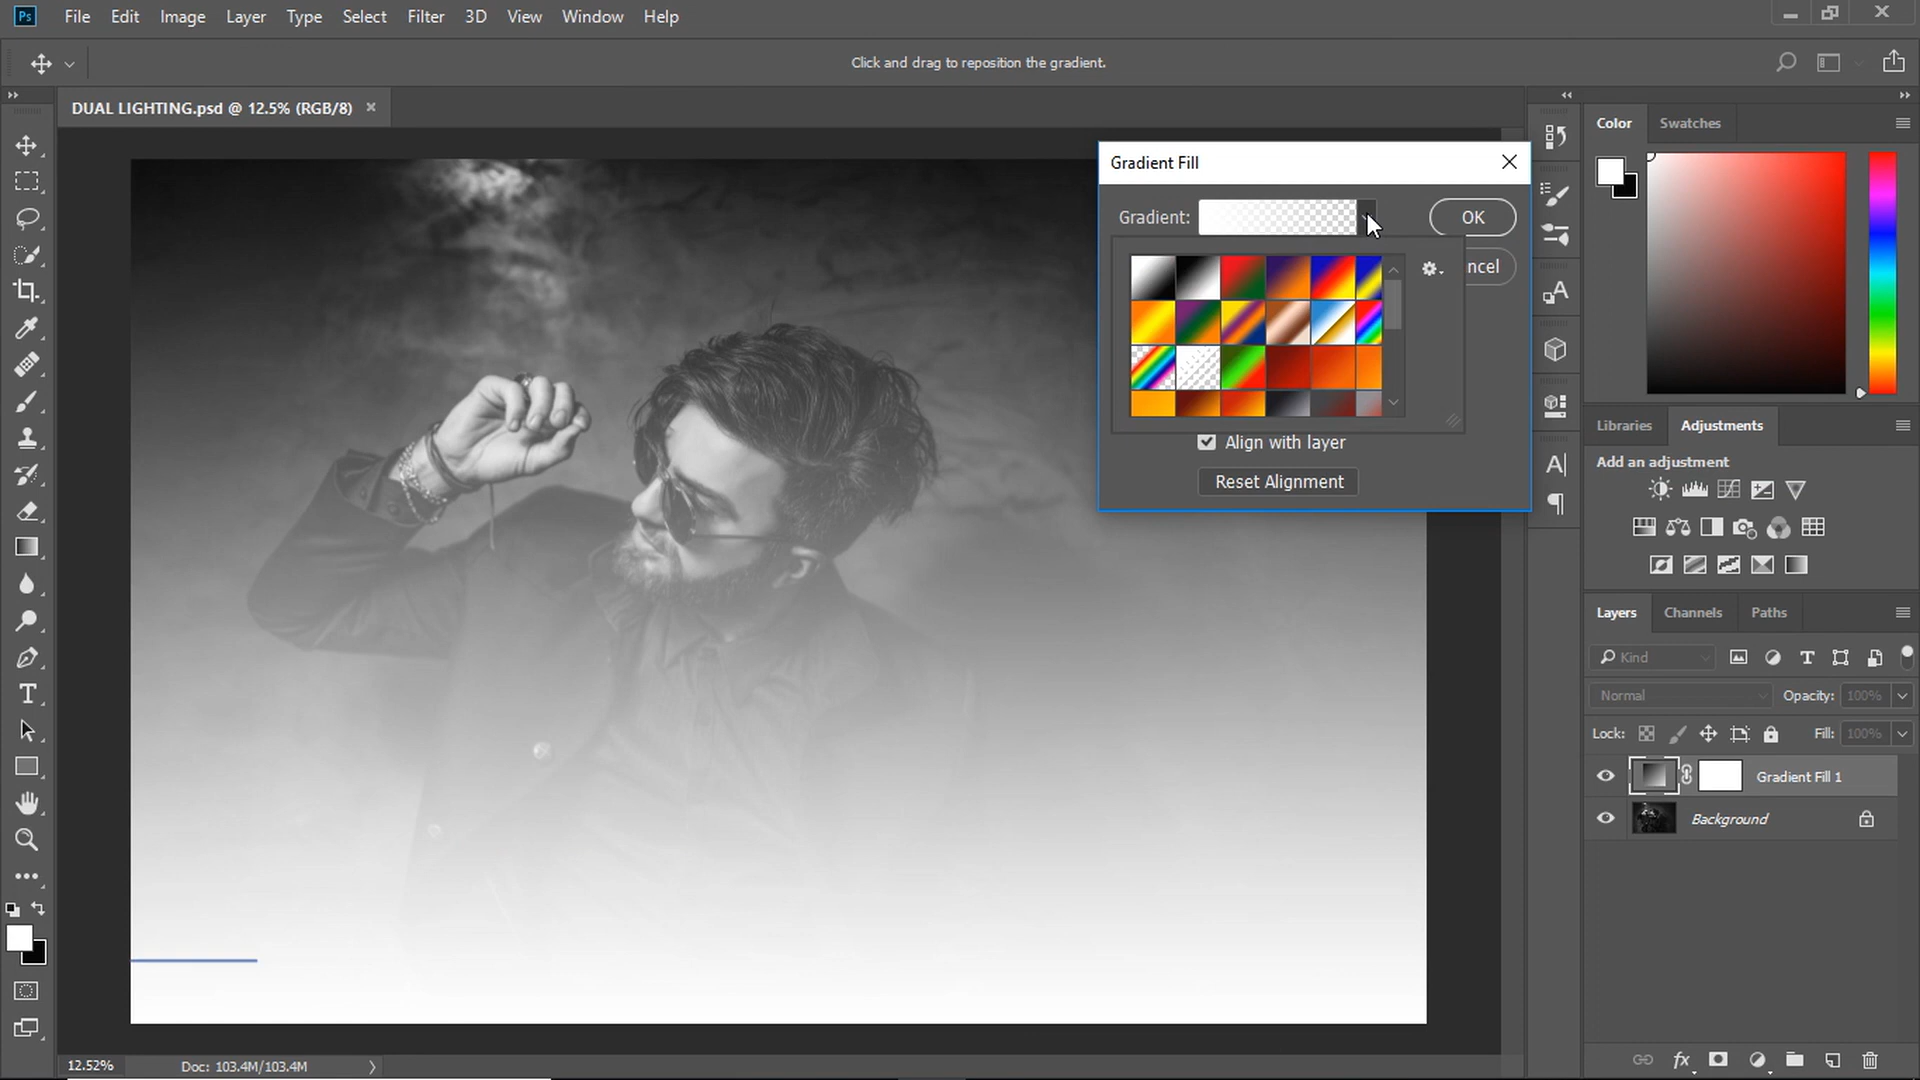 Ps File Edit Image Layer Type Select Filter 3D View Window Help
Click and drag to reposition the gradient.
DUAL LIGHTING.psd @ 12.5% (RGB/8)
Color Swatches
Gradient Fill
Gradient: OK
ncel
Align with layer
Reset Alignment
Libraries Adjustments
Add an adjustment
Layers Channels Paths
Kind
Normal Opacity: 100%
Lock: Fill: 100%
Gradient Fill 1
Background
12.52% Doc: 103.4M/103.4M